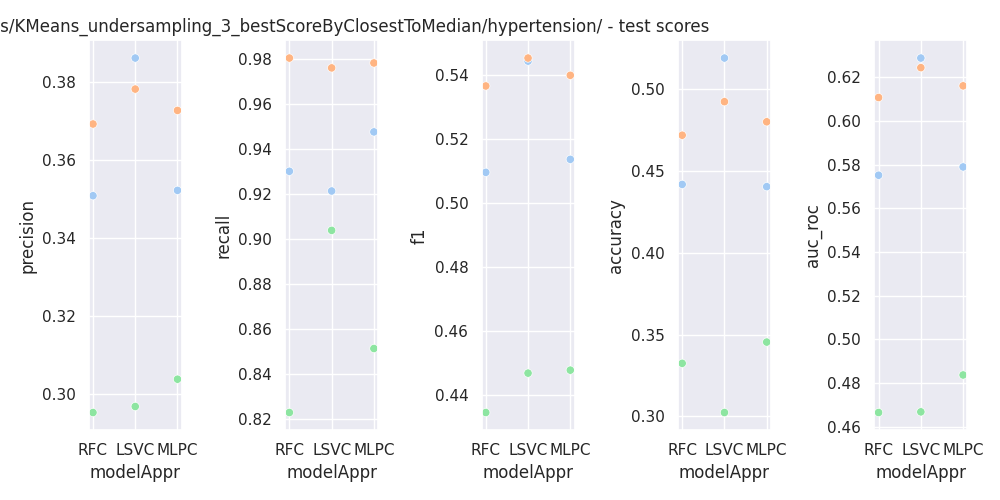 s/KMeans_undersampling_3_bestScoreByClosestToMedian/hypertension/ - test scores
precision
0.38
0.36
0.34
0.32
0.30
RFC LSVC MLPC
modelAppr
recall
0.98
0.96
0.94
0.92
0.90
0.88
0.86
0.84
0.82
RFC LSVC MLPC
modelAppr
f1
0.54
0.52
0.50
0.48
0.46
0.44
RFC LSVC MLPC
modelAppr
accuracy
0.50
0.45
0.40
0.35
0.30
RFC LSVC MLPC
modelAppr
auc_roc
0.62
0.60
0.58
0.56
0.54
0.52
0.50
0.48
0.46
RFC LSVC MLPC
modelAppr